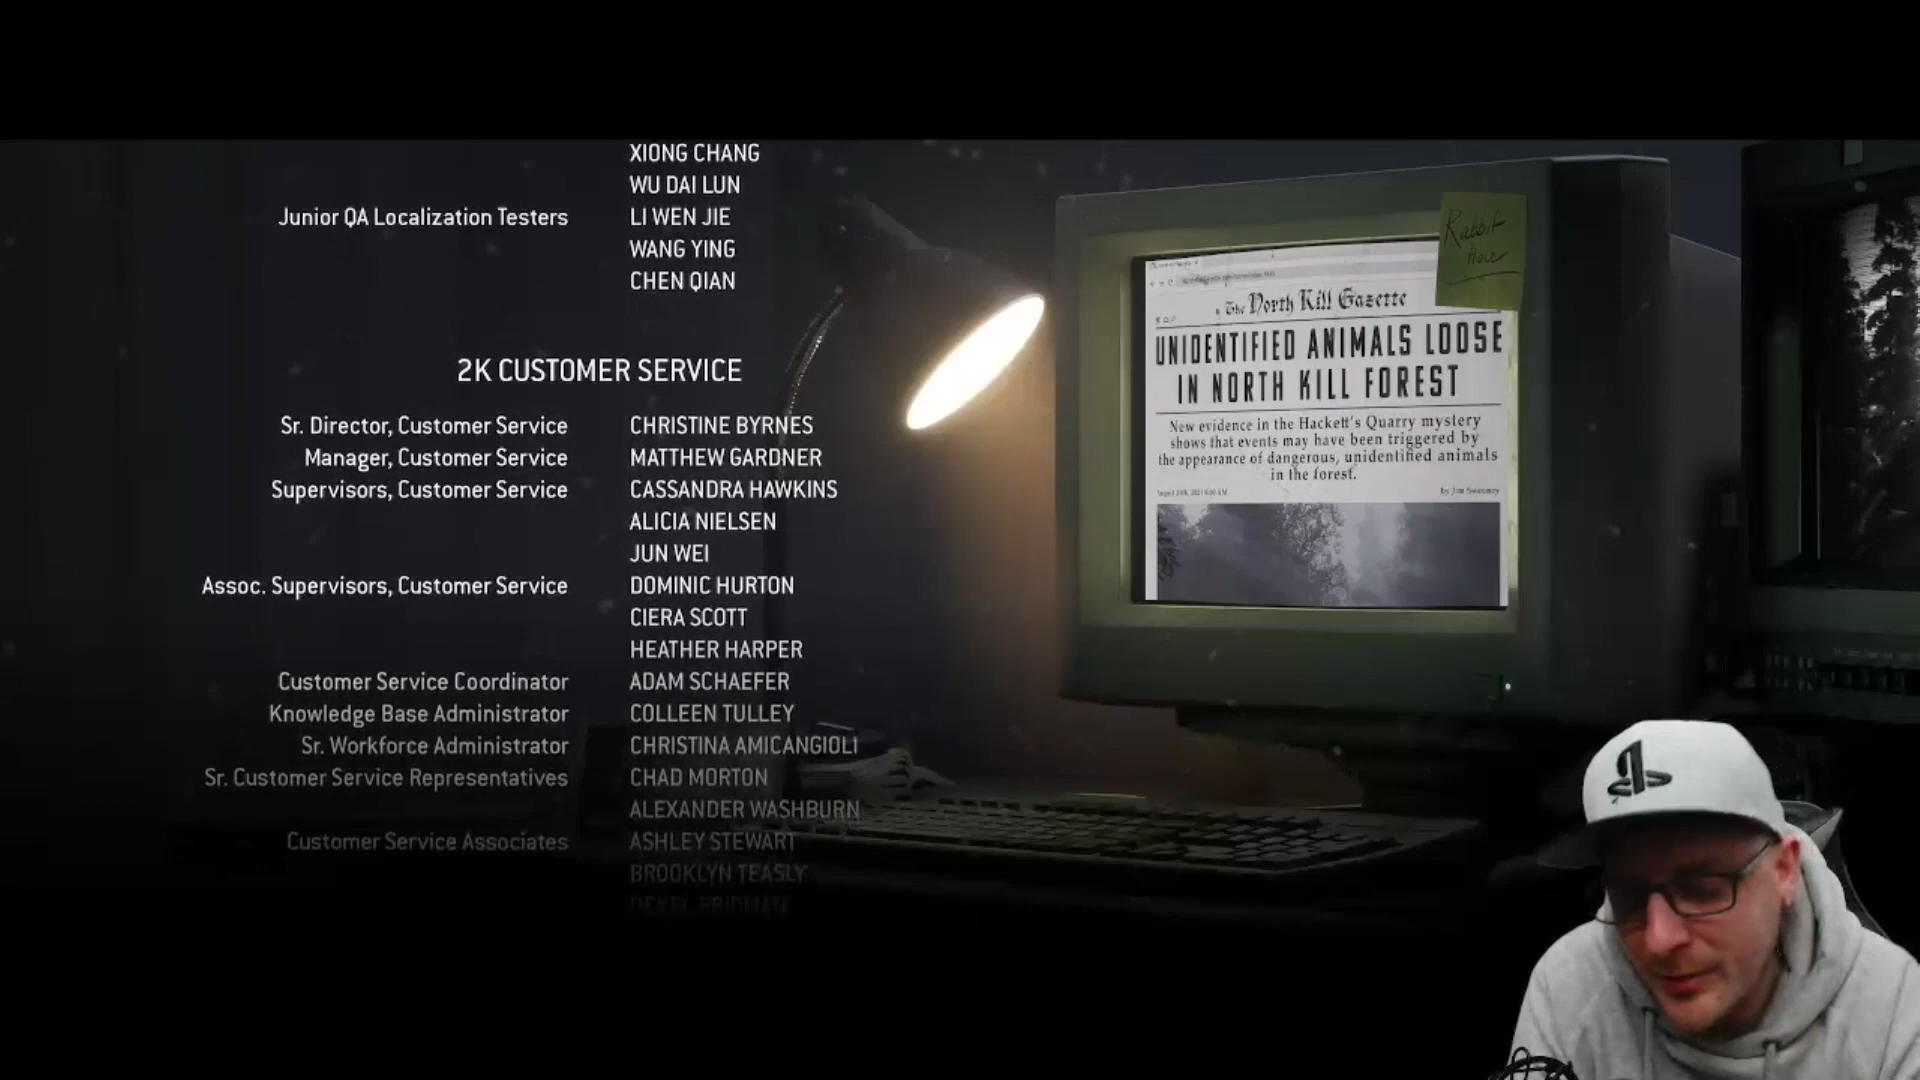 XIONG CHANG
WU DAI LUN
Junior QA Localization Testers LI WEN JIE
WANG YING
CHEN QIAN
2K CUSTOMER SERVICE
Sr. Director, Customer Service CHRISTINE BYRNES
Manager, Customer Service MATTHEW GARDNER
Supervisors, Customer Service CASSANDRA HAWKINS
ALICIA NIELSEN
JUN WEI
Assoc. Supervisors, Customer Service DOMINIC HURTON
CIERA SCOTT
HEATHER HARPER
Customer Service Coordinator ADAM SCHAEFER
Knowledge Base Administrator COLLEEN TULLEY
Sr. Workforce Administrator CHRISTINA AMICANGIOLI
Sr. Customer Service Representatives CHAD MORTON
ALEXANDER WASHBURN
Customer Service Associates ASHLEY STEWART
BROOKLYN TEASLY
Rabbit
The North Kill Gazette
UNIDENTIFIED ANIMALS LOOSE
IN NORTH KILL FOREST
New evidence in the Hackett's Quarry mystery
shows that events may have been triggered by
the appearance of dangerous, unidentified animals
in the forest.
by Jim Sweeney